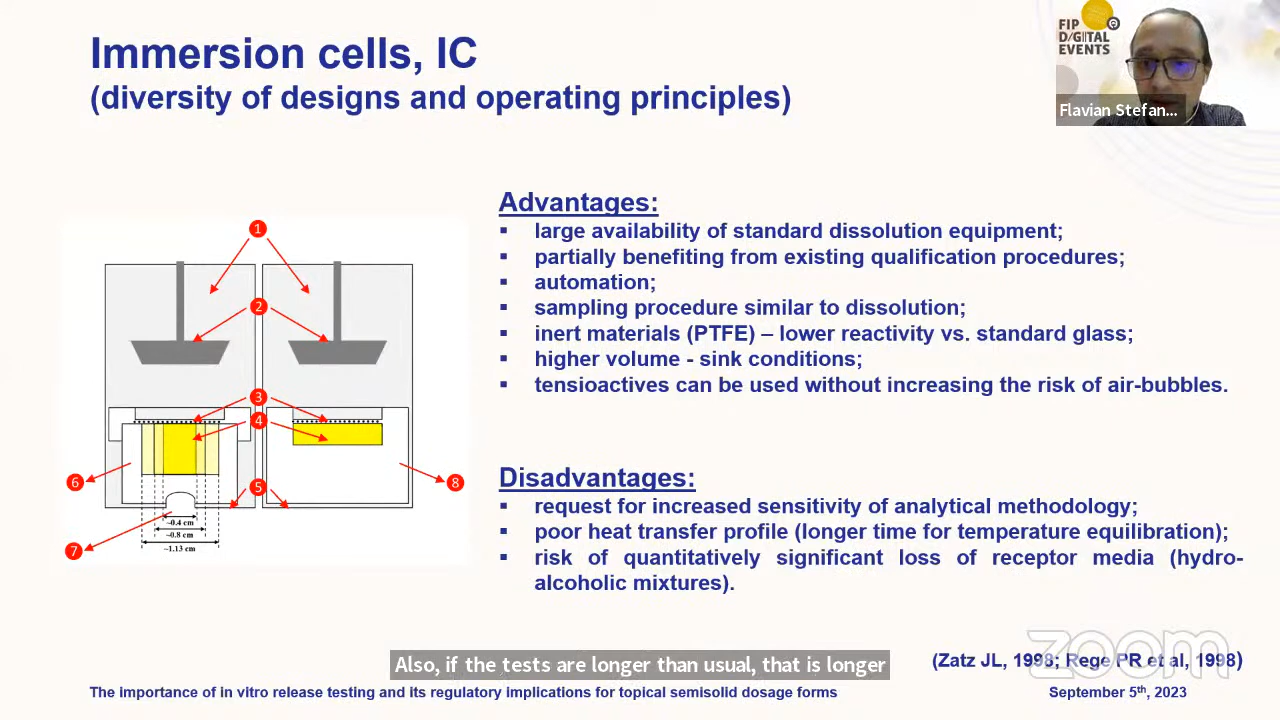 Immersion cells, IC
(diversity of designs and operating principles)
FIP
D/GITAL
EVENTS
Flavian Stefan...
Advantages:
▪ large availability of standard dissolution equipment;
▪ partially benefiting from existing qualification procedures;
▪ automation;
▪ sampling procedure similar to dissolution;
▪ inert materials (PTFE) – lower reactivity vs. standard glass;
▪ higher volume - sink conditions;
▪ tensioactives can be used without increasing the risk of air-bubbles.
1
2
3
4
5
6
7
8
~0.4 cm
~0.8 cm
~1.13 cm
Disadvantages:
▪ request for increased sensitivity of analytical methodology;
▪ poor heat transfer profile (longer time for temperature equilibration);
▪ risk of quantitatively significant loss of receptor media (hydro-
alcoholic mixtures).
zoom
(Zatz JL, 1998; Rege PR et al, 1998)
Also, if the tests are longer than usual, that is longer
The importance of in vitro release testing and its regulatory implications for topical semisolid dosage forms
September 5th, 2023